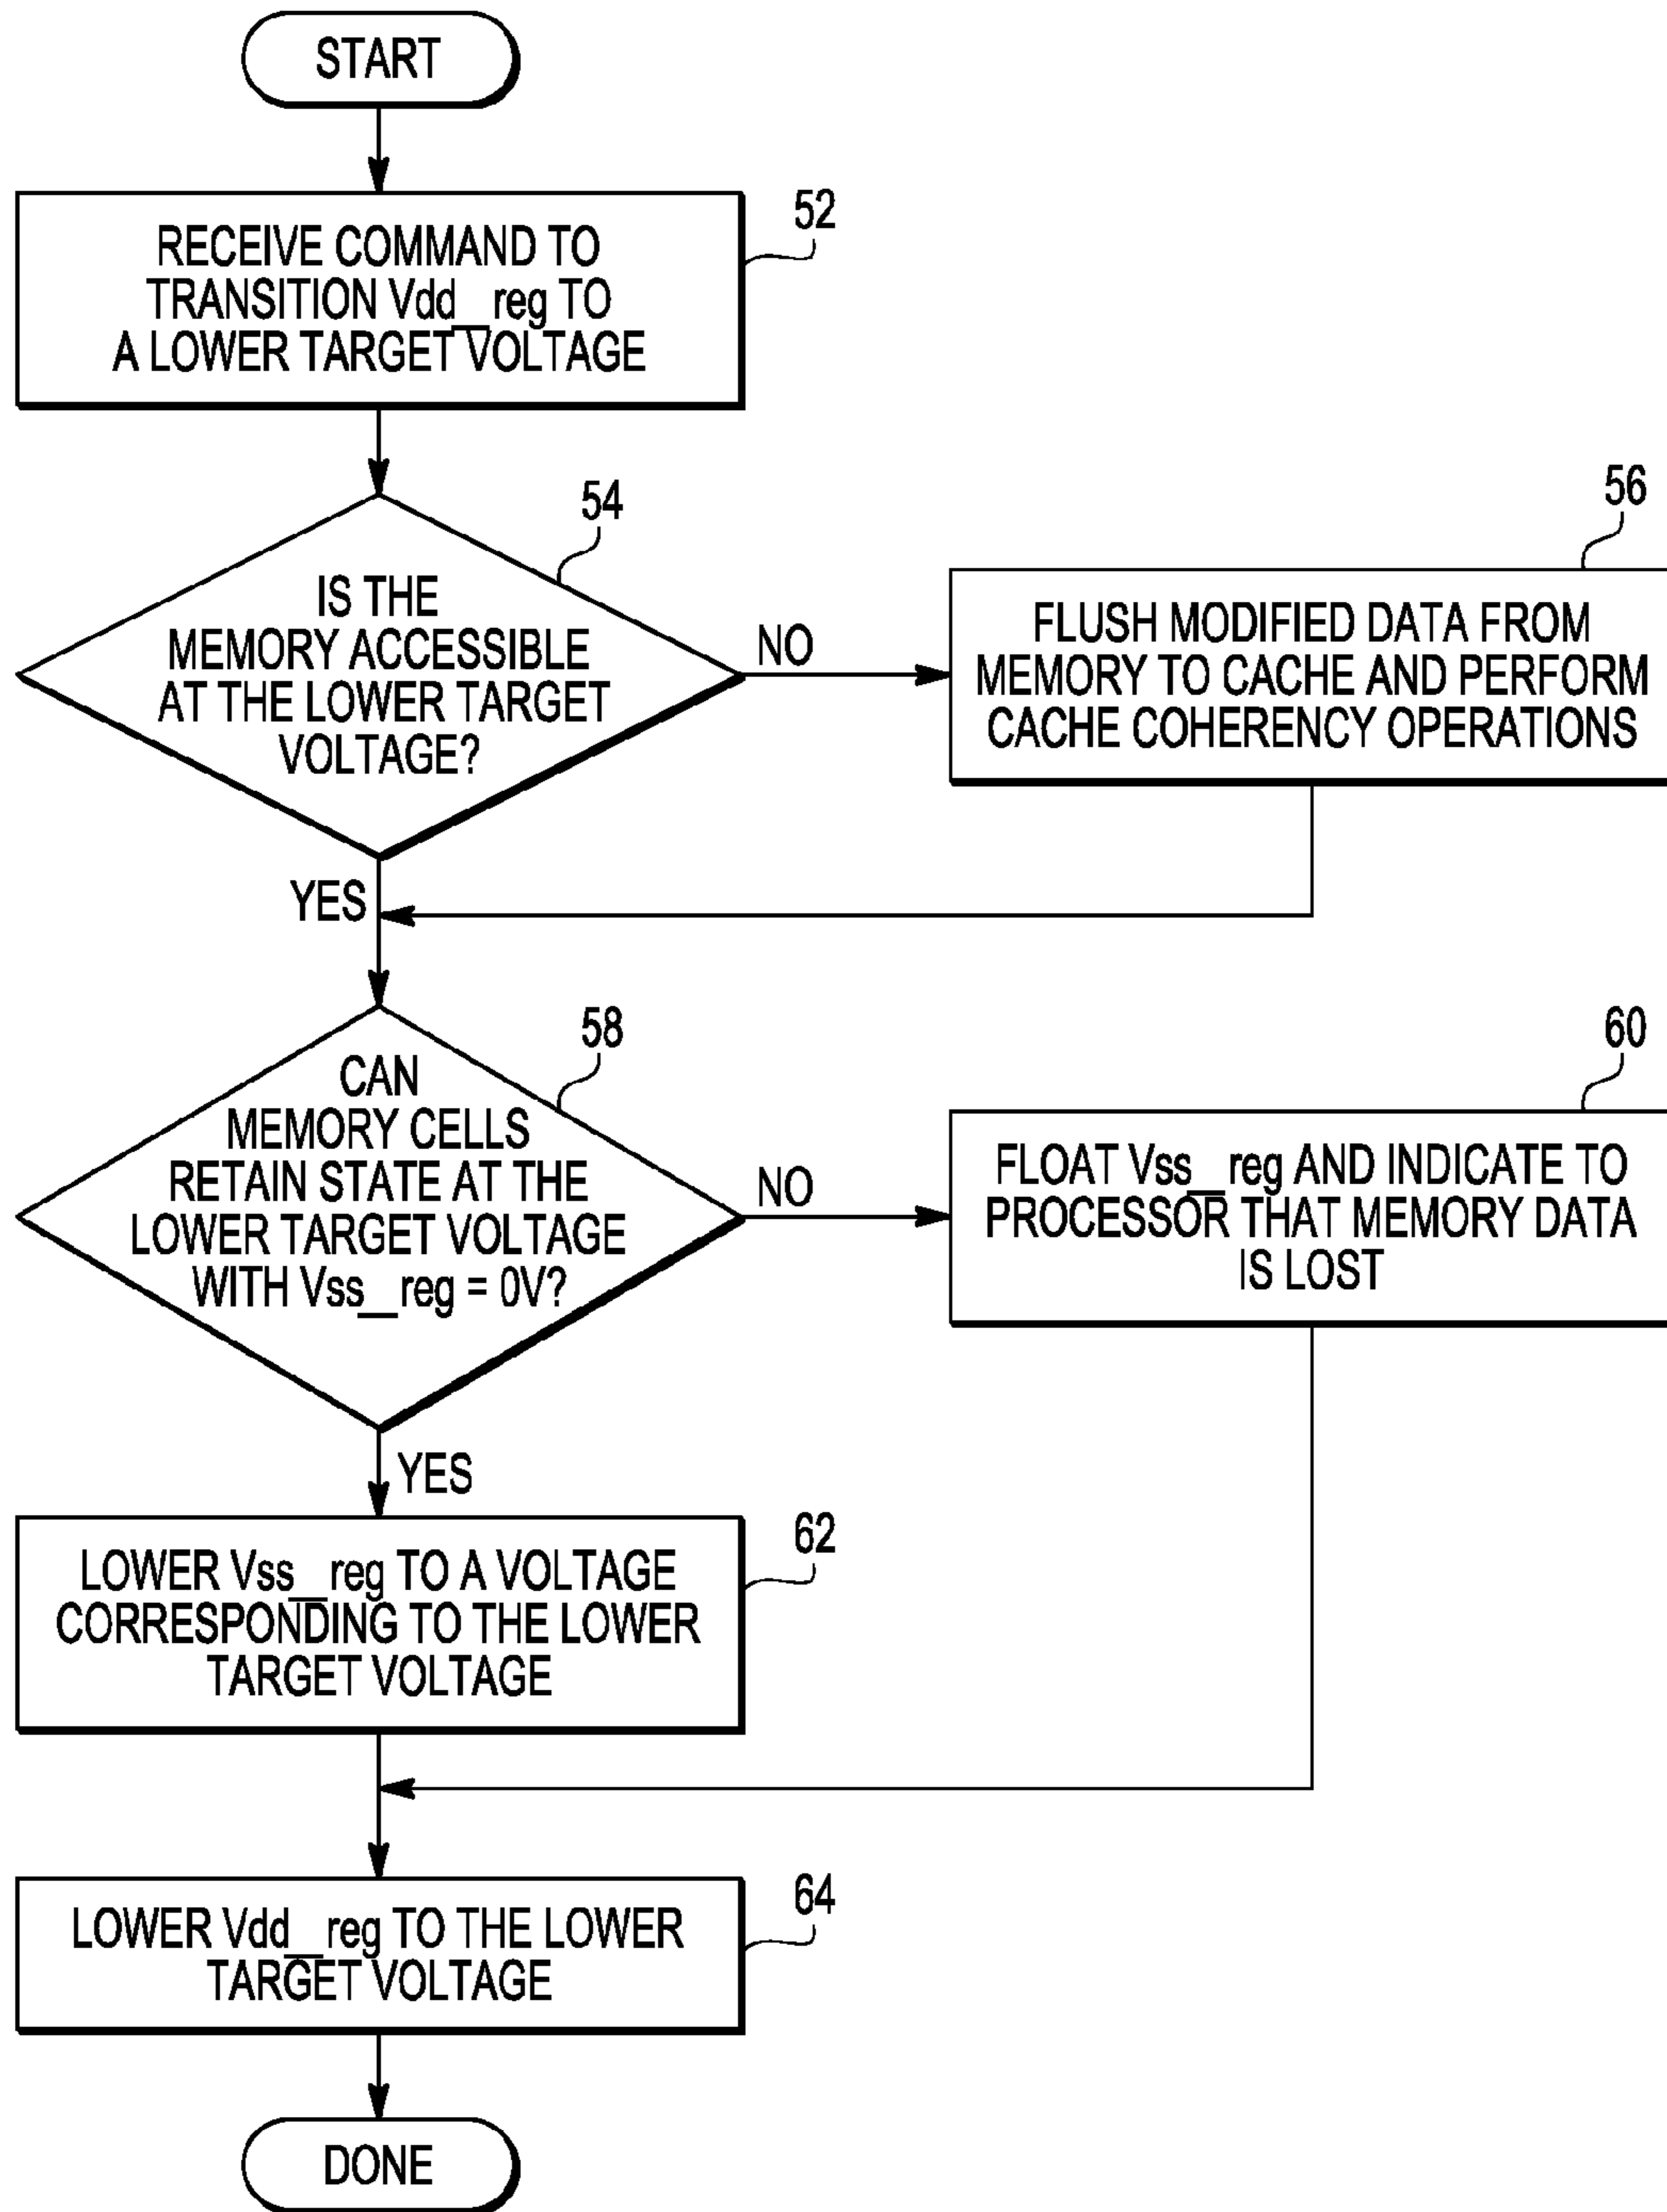 START
52
RECEIVE COMMAND TO
TRANSITION Vdd_reg TO
A LOWER TARGET VOLTAGE
54
IS THE
MEMORY ACCESSIBLE
AT THE LOWER TARGET
VOLTAGE?
NO
56
FLUSH MODIFIED DATA FROM
MEMORY TO CACHE AND PERFORM
CACHE COHERENCY OPERATIONS
YES
58
CAN
MEMORY CELLS
RETAIN STATE AT THE
LOWER TARGET VOLTAGE
WITH Vss_reg = 0V?
NO
60
FLOAT Vss_reg AND INDICATE TO
PROCESSOR THAT MEMORY DATA
IS LOST
YES
62
LOWER Vss_reg TO A VOLTAGE
CORRESPONDING TO THE LOWER
TARGET VOLTAGE
64
LOWER Vdd_reg TO THE LOWER
TARGET VOLTAGE
DONE